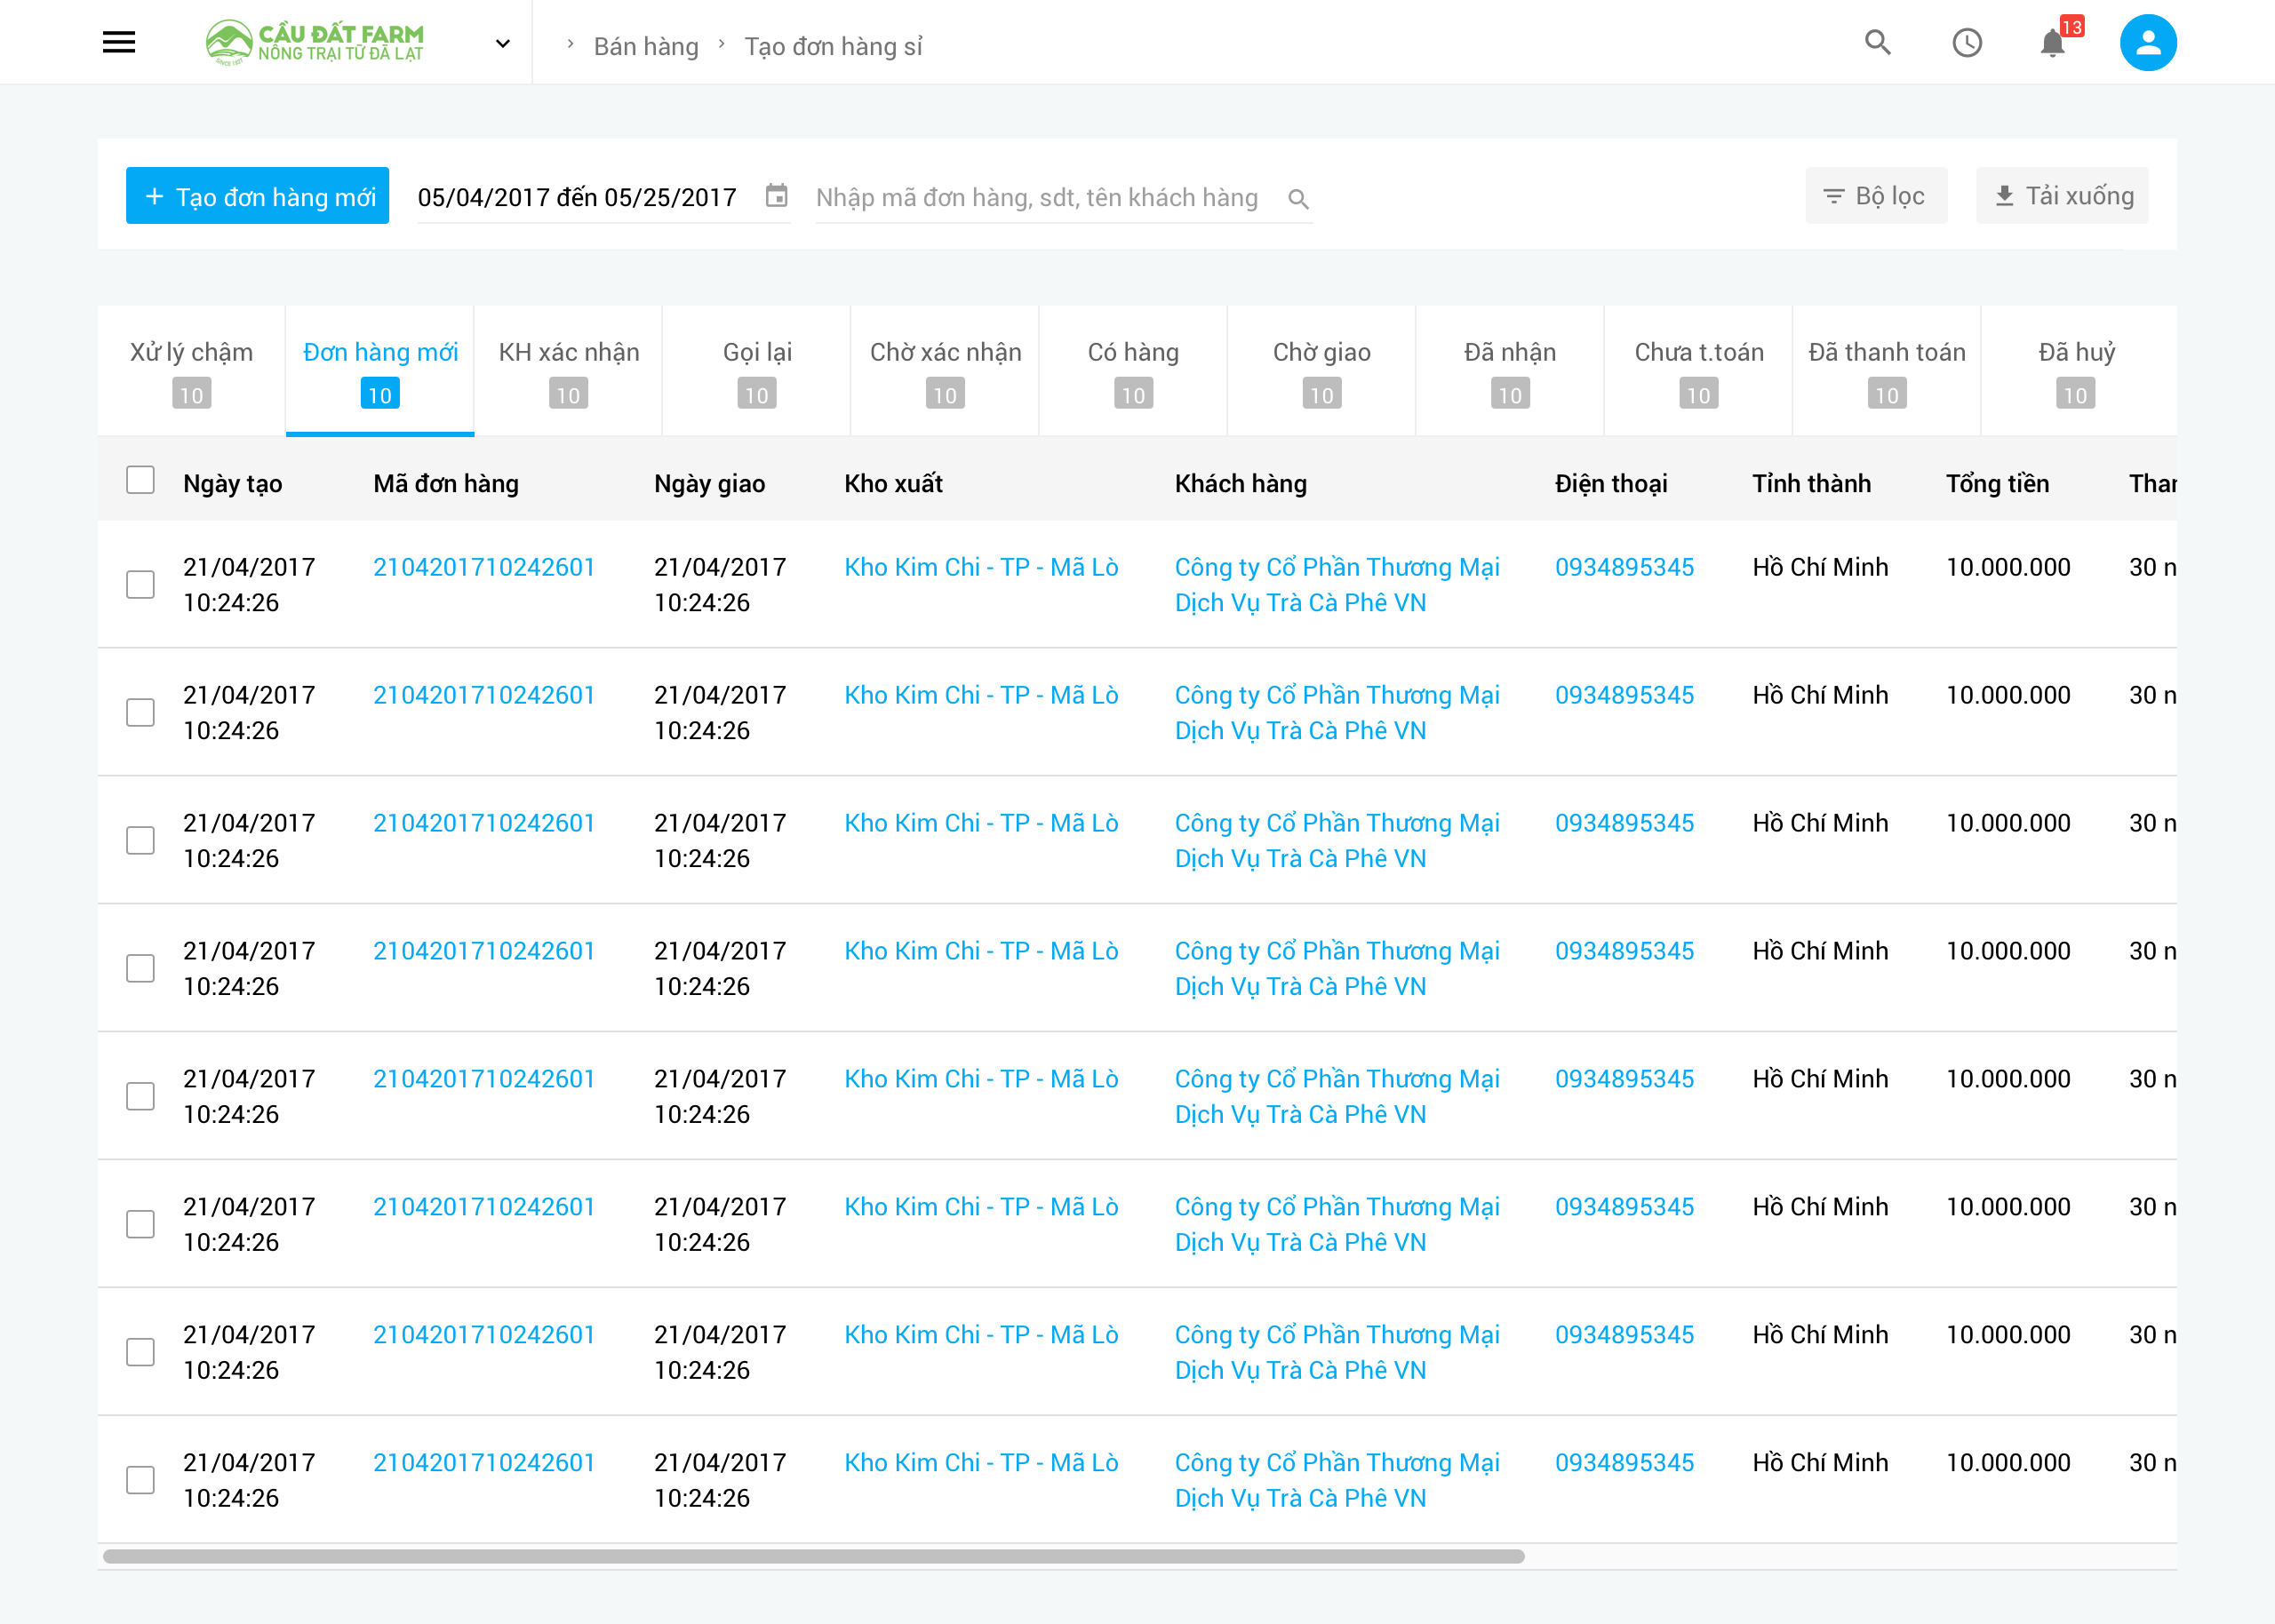 CẦU ĐẤT FARM
NÔNG TRẠI TỪ ĐÀ LẠT
SINCE 1927
Bán hàng
Tạo đơn hàng sỉ
13
Tạo đơn hàng mới
05/04/2017 đến 05/25/2017
Nhập mã đơn hàng, sdt, tên khách hàng
Bộ lọc
Tải xuống
Xử lý chậm
10
Đơn hàng mới
10
KH xác nhận
10
Gọi lại
10
Chờ xác nhận
10
Có hàng
10
Chờ giao
10
Đã nhận
10
Chưa t.toán
10
Đã thanh toán
10
Đã huỷ
10
Ngày tạo Mã đơn hàng Ngày giao Kho xuất Khách hàng Điện thoại Tỉnh thành Tổng tiền Than
21/04/2017 2104201710242601 21/04/2017 Kho Kim Chi - TP - Mã Lò Công ty Cổ Phần Thương Mại 0934895345 Hồ Chí Minh 10.000.000 30 n
10:24:26 10:24:26 Dịch Vụ Trà Cà Phê VN
21/04/2017 2104201710242601 21/04/2017 Kho Kim Chi - TP - Mã Lò Công ty Cổ Phần Thương Mại 0934895345 Hồ Chí Minh 10.000.000 30 n
10:24:26 10:24:26 Dịch Vụ Trà Cà Phê VN
21/04/2017 2104201710242601 21/04/2017 Kho Kim Chi - TP - Mã Lò Công ty Cổ Phần Thương Mại 0934895345 Hồ Chí Minh 10.000.000 30 n
10:24:26 10:24:26 Dịch Vụ Trà Cà Phê VN
21/04/2017 2104201710242601 21/04/2017 Kho Kim Chi - TP - Mã Lò Công ty Cổ Phần Thương Mại 0934895345 Hồ Chí Minh 10.000.000 30 n
10:24:26 10:24:26 Dịch Vụ Trà Cà Phê VN
21/04/2017 2104201710242601 21/04/2017 Kho Kim Chi - TP - Mã Lò Công ty Cổ Phần Thương Mại 0934895345 Hồ Chí Minh 10.000.000 30 n
10:24:26 10:24:26 Dịch Vụ Trà Cà Phê VN
21/04/2017 2104201710242601 21/04/2017 Kho Kim Chi - TP - Mã Lò Công ty Cổ Phần Thương Mại 0934895345 Hồ Chí Minh 10.000.000 30 n
10:24:26 10:24:26 Dịch Vụ Trà Cà Phê VN
21/04/2017 2104201710242601 21/04/2017 Kho Kim Chi - TP - Mã Lò Công ty Cổ Phần Thương Mại 0934895345 Hồ Chí Minh 10.000.000 30 n
10:24:26 10:24:26 Dịch Vụ Trà Cà Phê VN
21/04/2017 2104201710242601 21/04/2017 Kho Kim Chi - TP - Mã Lò Công ty Cổ Phần Thương Mại 0934895345 Hồ Chí Minh 10.000.000 30 n
10:24:26 10:24:26 Dịch Vụ Trà Cà Phê VN